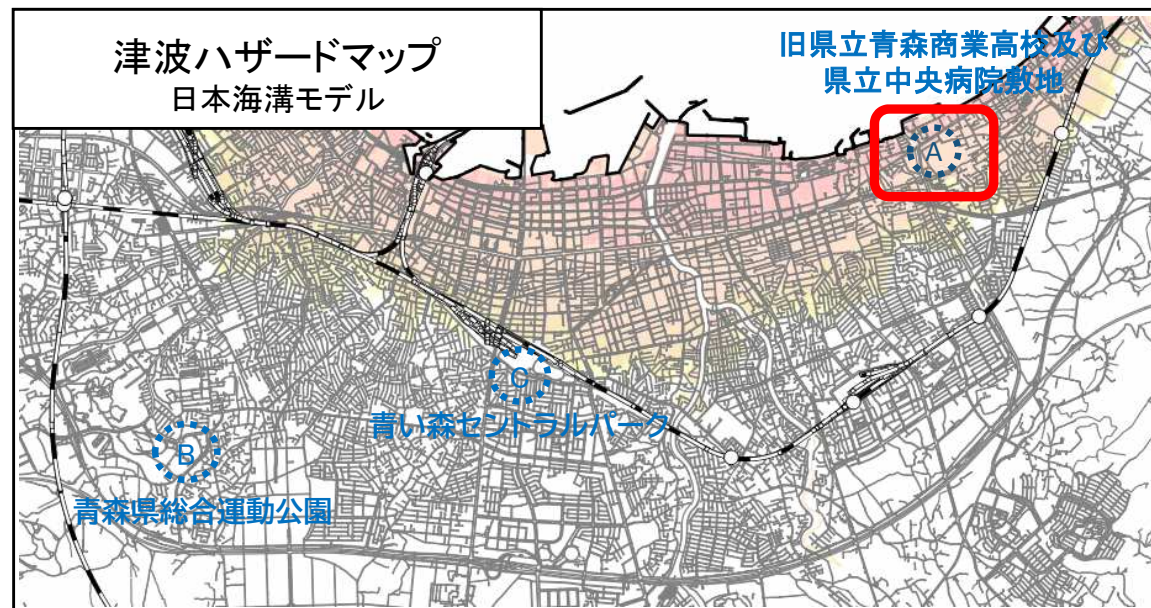 津波ハザードマップ
日本海溝モデル
旧県立青森商業高校及び
県立中央病院敷地
A
C
青い森セントラルパーク
B
青森県総合運動公園